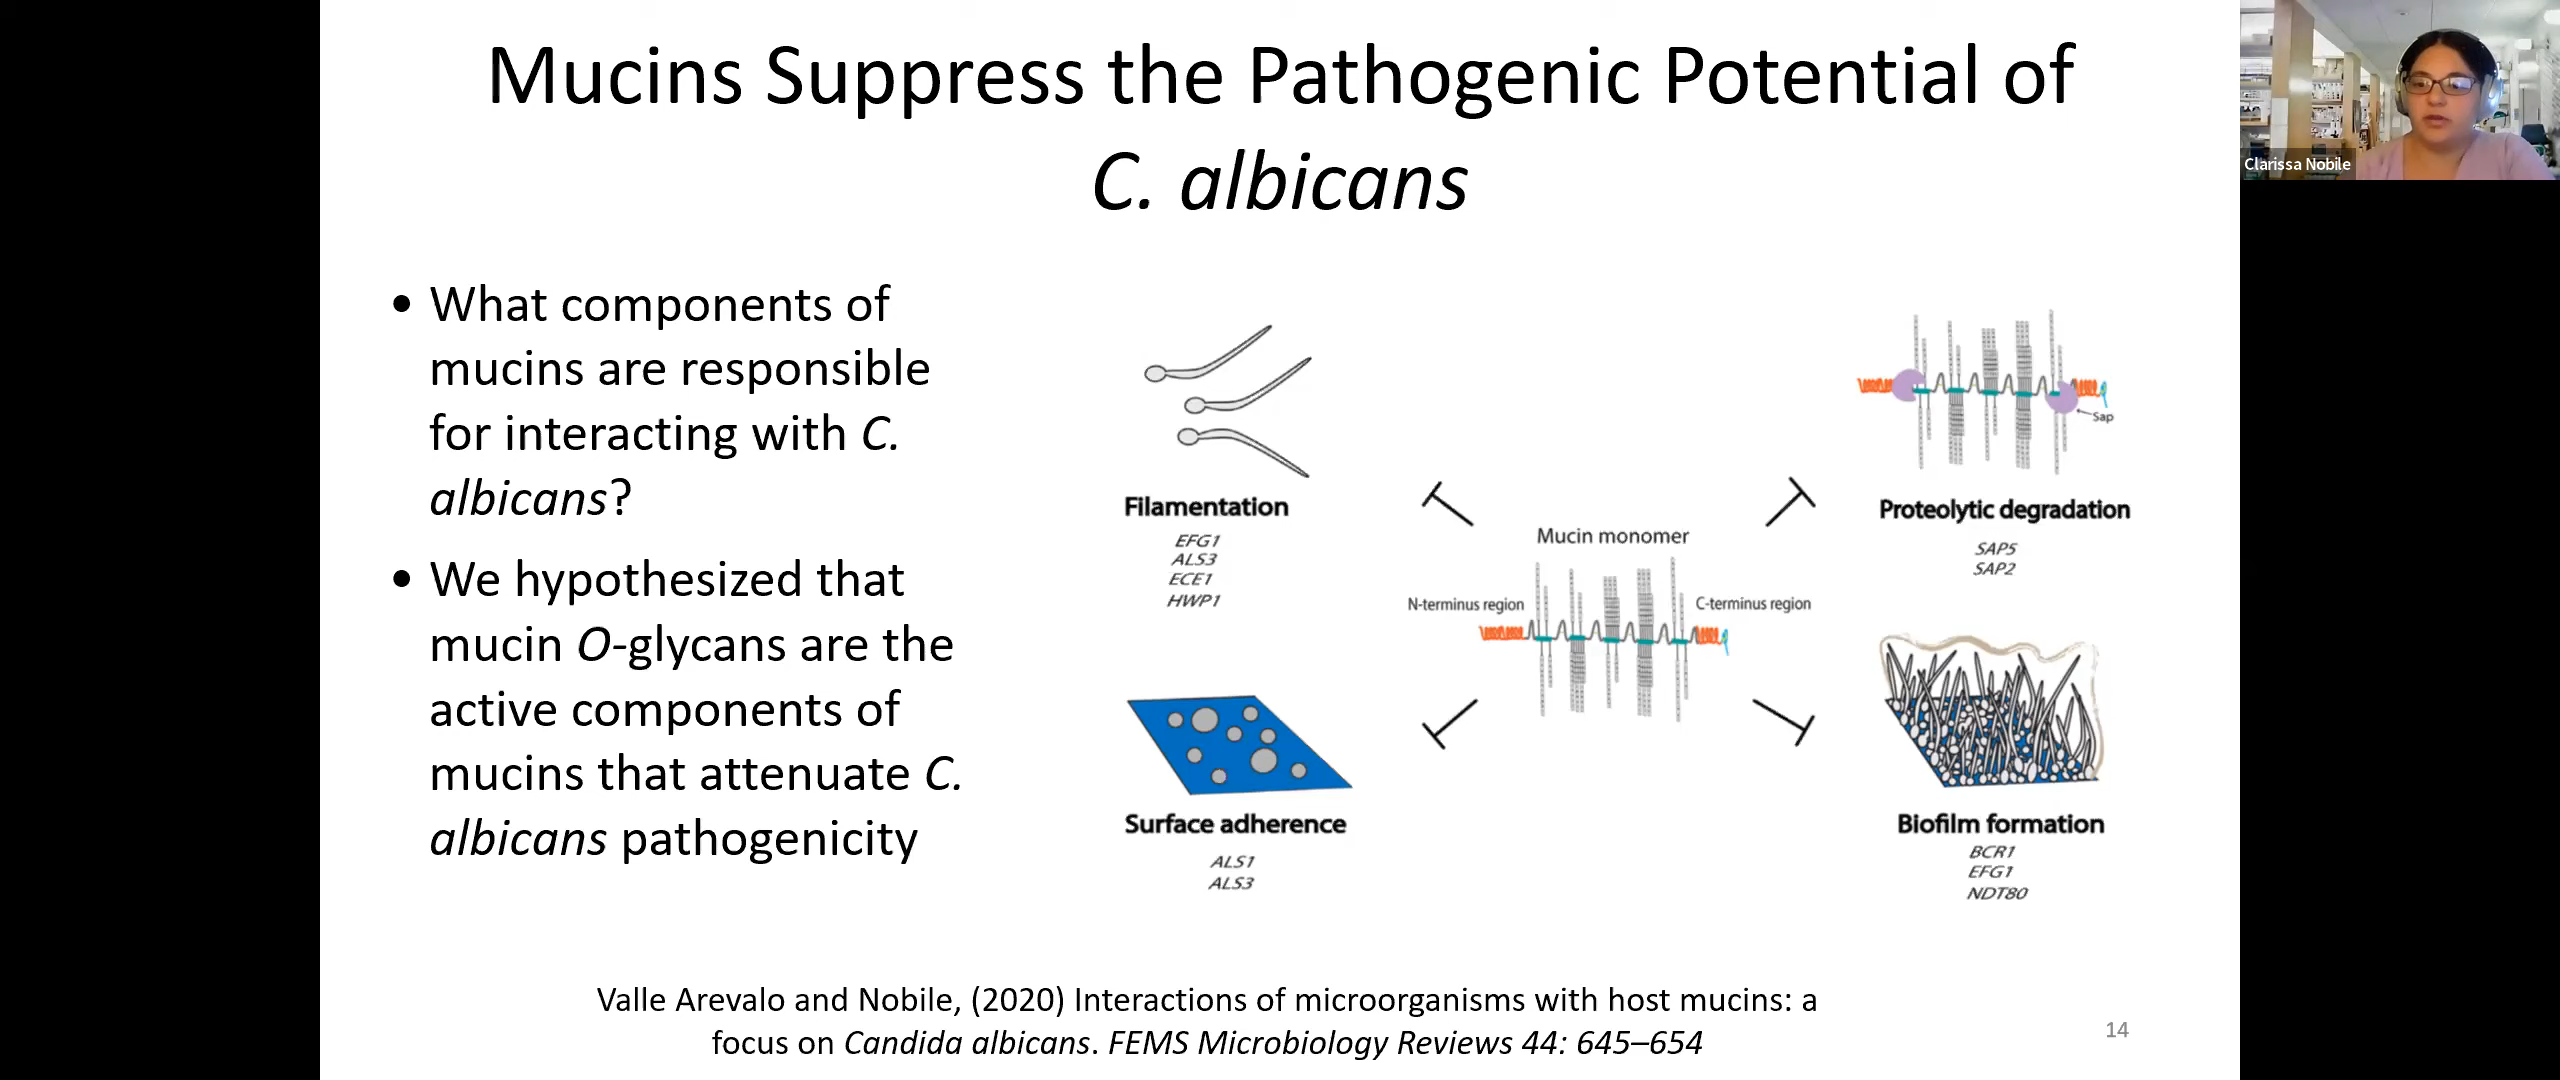 Mucins Suppress the Pathogenic Potential of
C. albicans
Clarissa Nobile
• What components of
mucins are responsible
for interacting with C.
albicans?
• We hypothesized that
mucin O-glycans are the
active components of
mucins that attenuate C.
albicans pathogenicity
Filamentation
EFG1
ALS3
ECE1
HWP1
Sap
Proteolytic degradation
SAP5
SAP2
Mucin monomer
N-terminus region
C-terminus region
Surface adherence
ALS1
ALS3
Biofilm formation
BCR1
EFG1
NDT80
Valle Arevalo and Nobile, (2020) Interactions of microorganisms with host mucins: a
focus on Candida albicans. FEMS Microbiology Reviews 44: 645–654
14